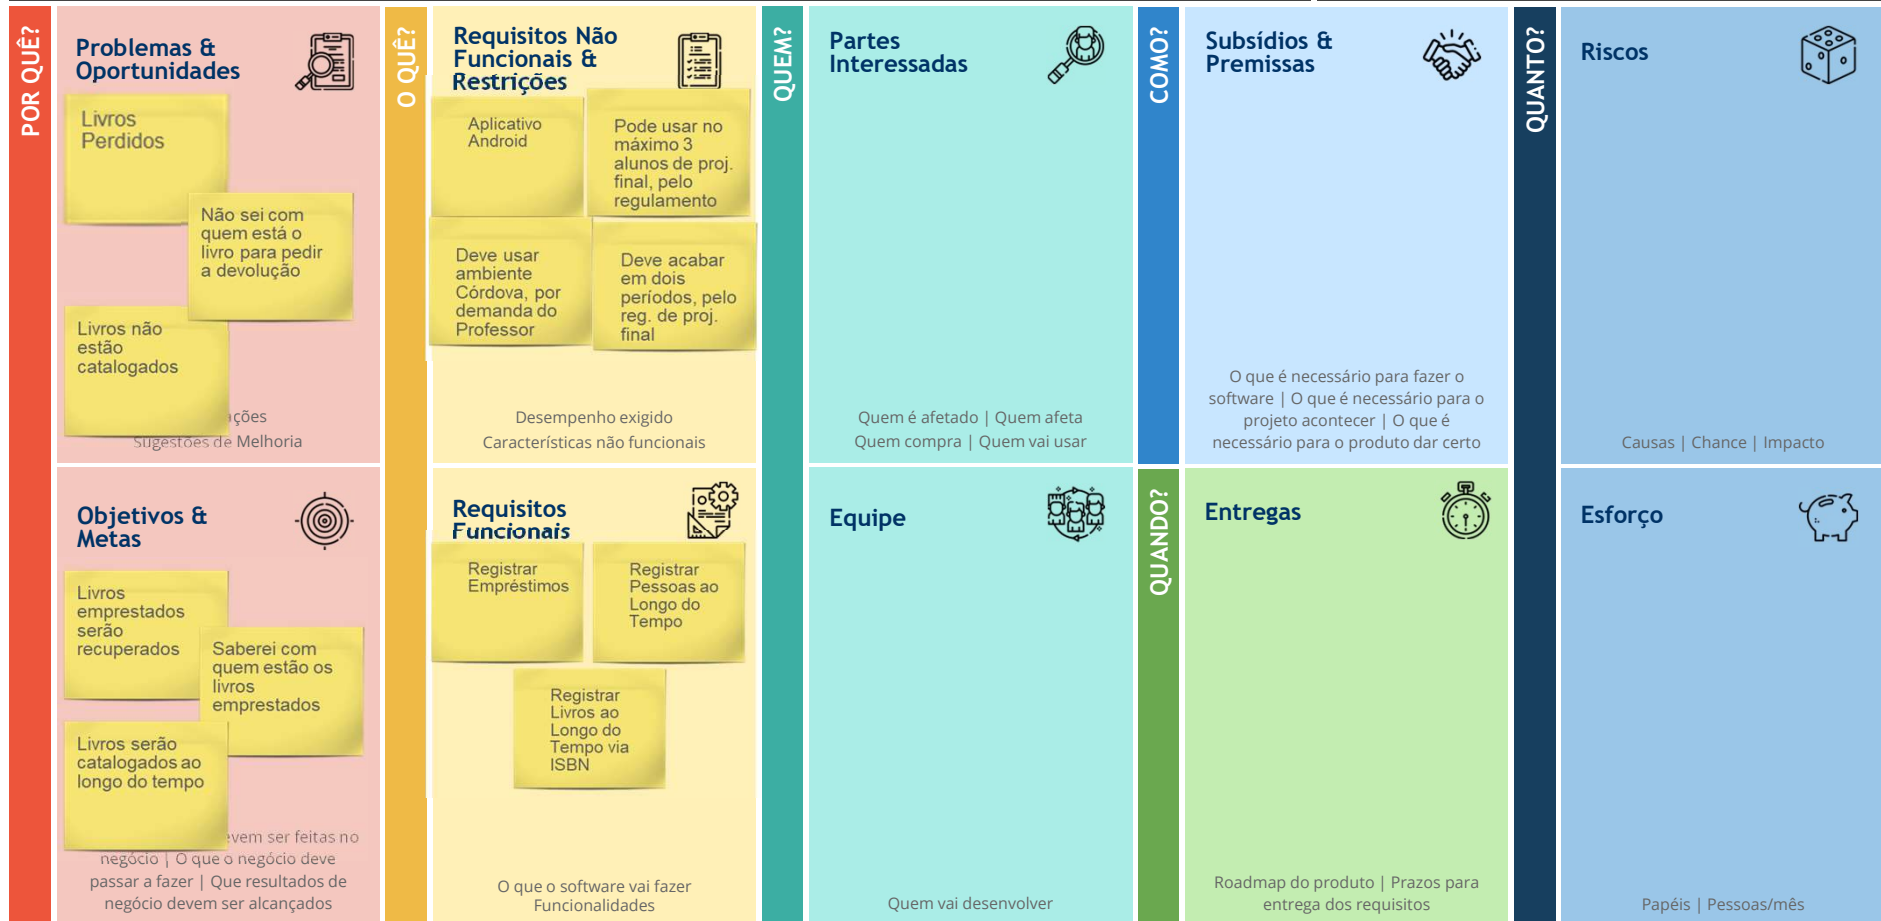 POR QUÊ?
Problemas &
Oportunidades
Livros
Perdidos
Não sei com
quem está o
livro para pedir
a devolução
Livros não
estão
catalogados
Sugestões de Melhoria
Objetivos &
Metas
Livros
emprestados
serão
recuperados
Saberei com
quem estão os
livros
emprestados
Livros serão
catalogados ao
longo do tempo
ser feitas no
negócio | O que o negócio deve
passar a fazer | Que resultados de
negócio devem ser alcançados
O QUÊ?
Requisitos Não
Funcionais &
Restrições
Aplicativo
Android
Pode usar no
máximo 3
alunos de proj.
final, pelo
regulamento
Deve usar
ambiente
Córdova, por
demanda do
Professor
Deve acabar
em dois
períodos, pelo
reg. de proj.
final
Desempenho exigido
Características não funcionais
Requisitos
Funcionais
Registrar
Empréstimos
Registrar
Pessoas ao
Longo do
Tempo
Registrar
Livros ao
Longo do
Tempo via
ISBN
O que o software vai fazer
Funcionalidades
QUEM?
Partes
Interessadas
Quem é afetado | Quem afeta
Quem compra | Quem vai usar
Equipe
Quem vai desenvolver
COMO?
Subsídios &
Premissas
O que é necessário para fazer o
software | O que é necessário para o
projeto acontecer | O que é
necessário para o produto dar certo
QUANDO?
Entregas
Roadmap do produto | Prazos para
entrega dos requisitos
QUANTO?
Riscos
Causas | Chance | Impacto
Esforço
Papéis | Pessoas/mês